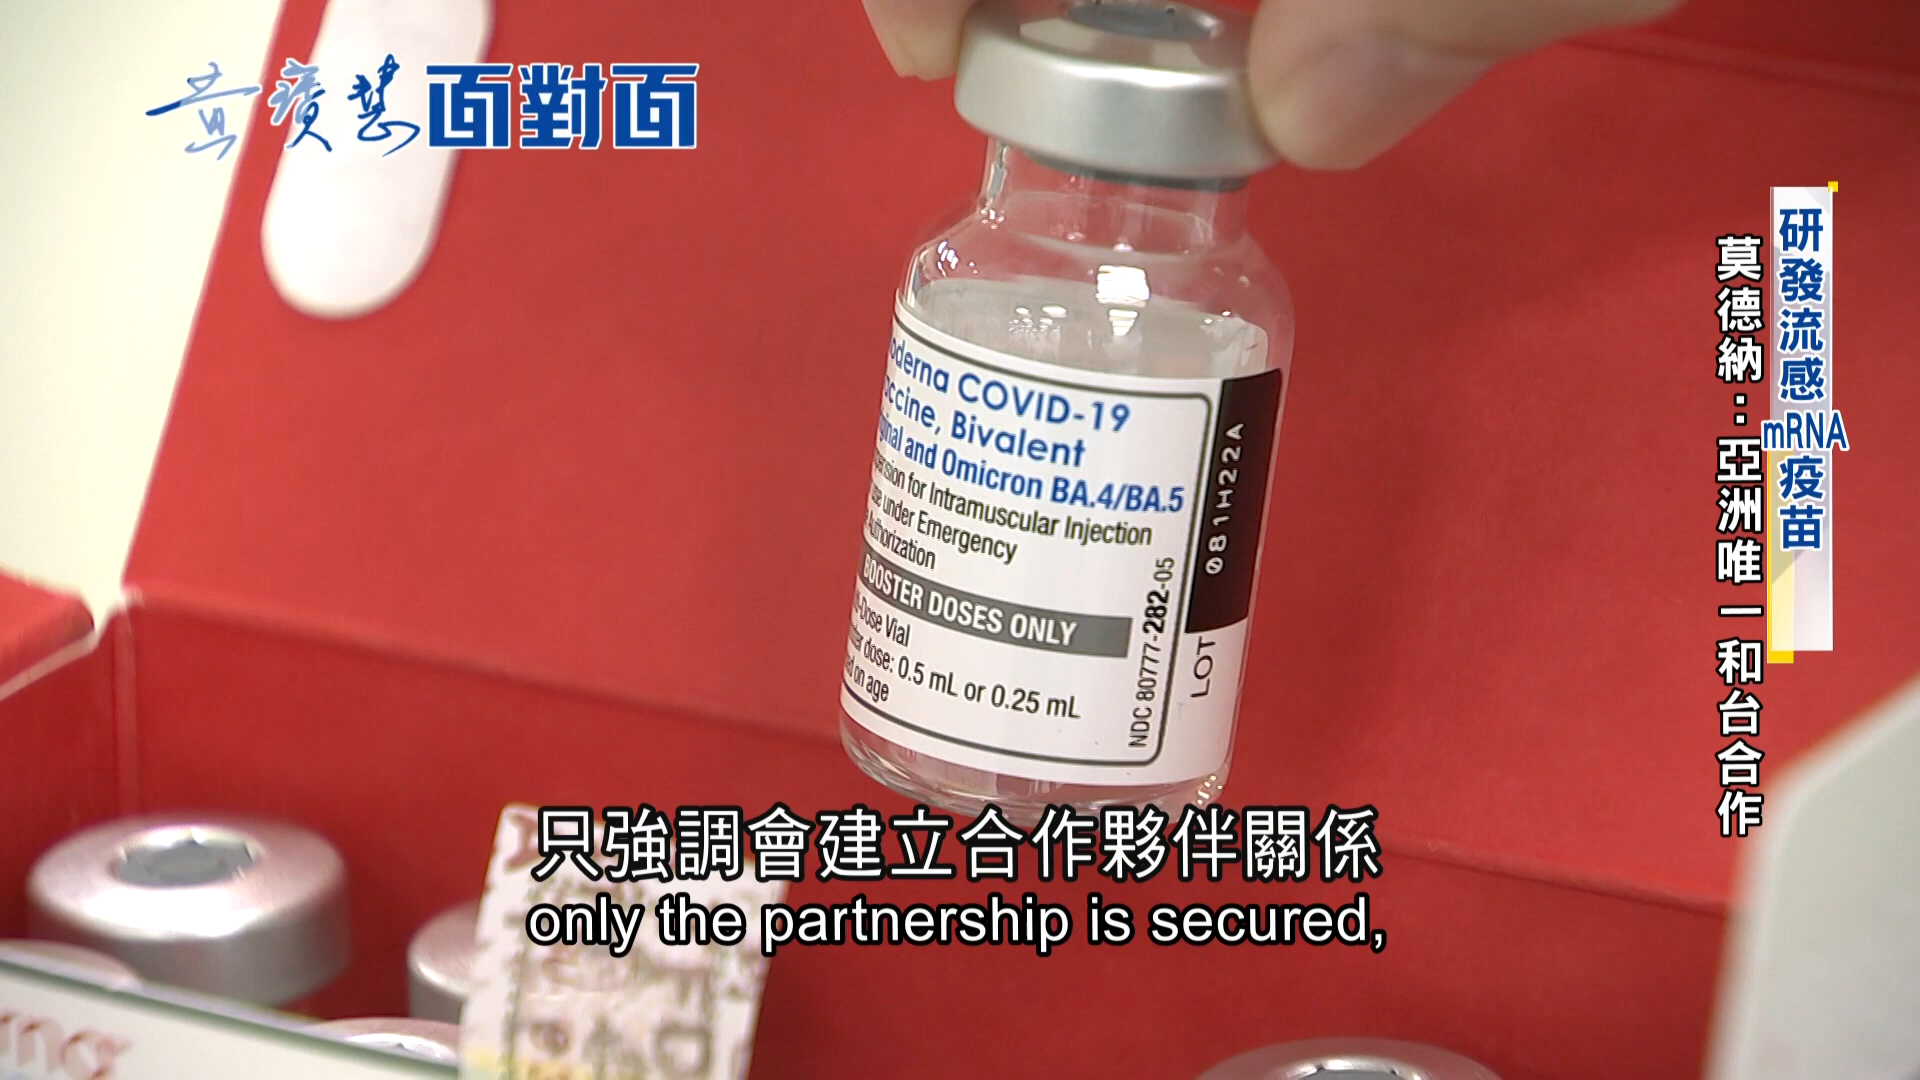 黃寶慧面對面
研發流感mRNA疫苗
莫德納：亞洲唯一和台合作
oderna COVID-19
ccine, Bivalent
ginal and Omicron BA.4/BA.5
ension for Intramuscular Injection
use under Emergency
Authorization
BOOSTER DOSES ONLY
-Dose Vial
dose: 0.5 mL or 0.25 mL
ed on age
NDC 80777-282-05
LOT
081H22A
只強調會建立合作夥伴關係
only the partnership is secured,